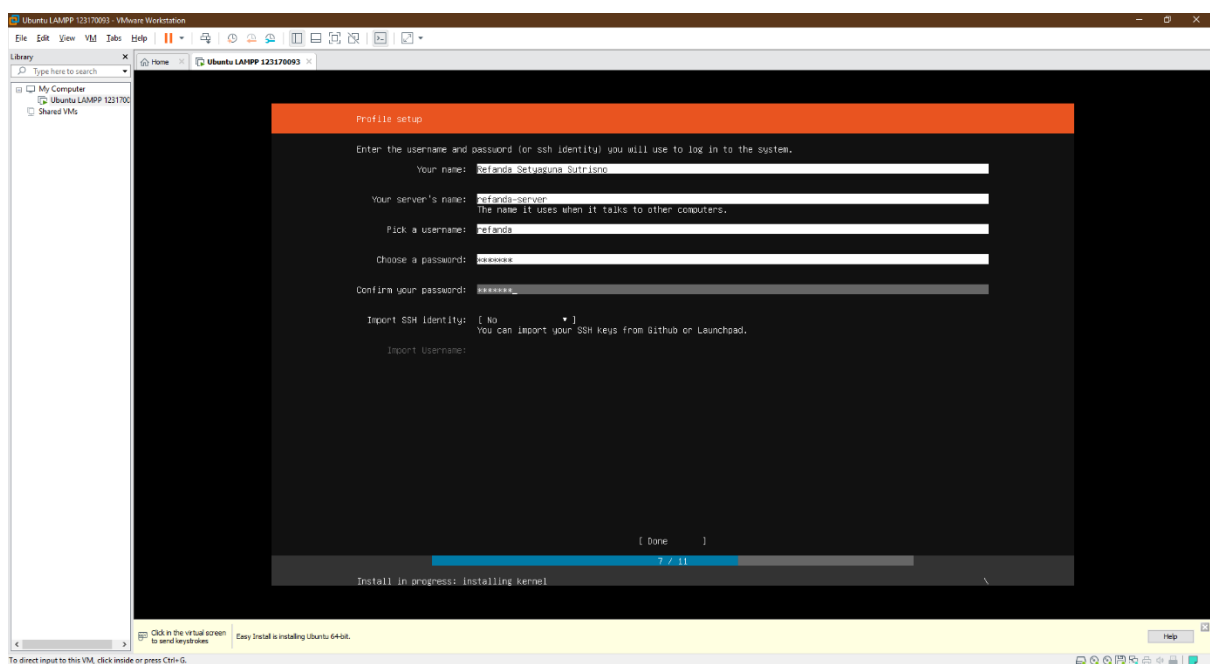 Ubuntu LAMPP 123170093 - VMware Workstation
File Edit View VM Tabs Help
Library
Type here to search
My Computer
Ubuntu LAMPP 1231700
Shared VMs
Home
Ubuntu LAMPP 123170093
Profile setup
Enter the username and password (or ssh identity) you will use to log in to the system.
Your name: Refanda Setyaguna Sutrisno
Your server's name: refanda-server
The name it uses when it talks to other computers.
Pick a username: refanda
Choose a password: *******
Confirm your password: *******_
Import SSH identity: [ No ▾ ]
You can import your SSH keys from Github or Launchpad.
Import Username:
[ Done ]
7 / 11
Install in progress: installing kernel \
Click in the virtual screen
to send keystrokes
Easy Install is installing Ubuntu 64-bit.
Help
To direct input to this VM, click inside or press Ctrl+G.